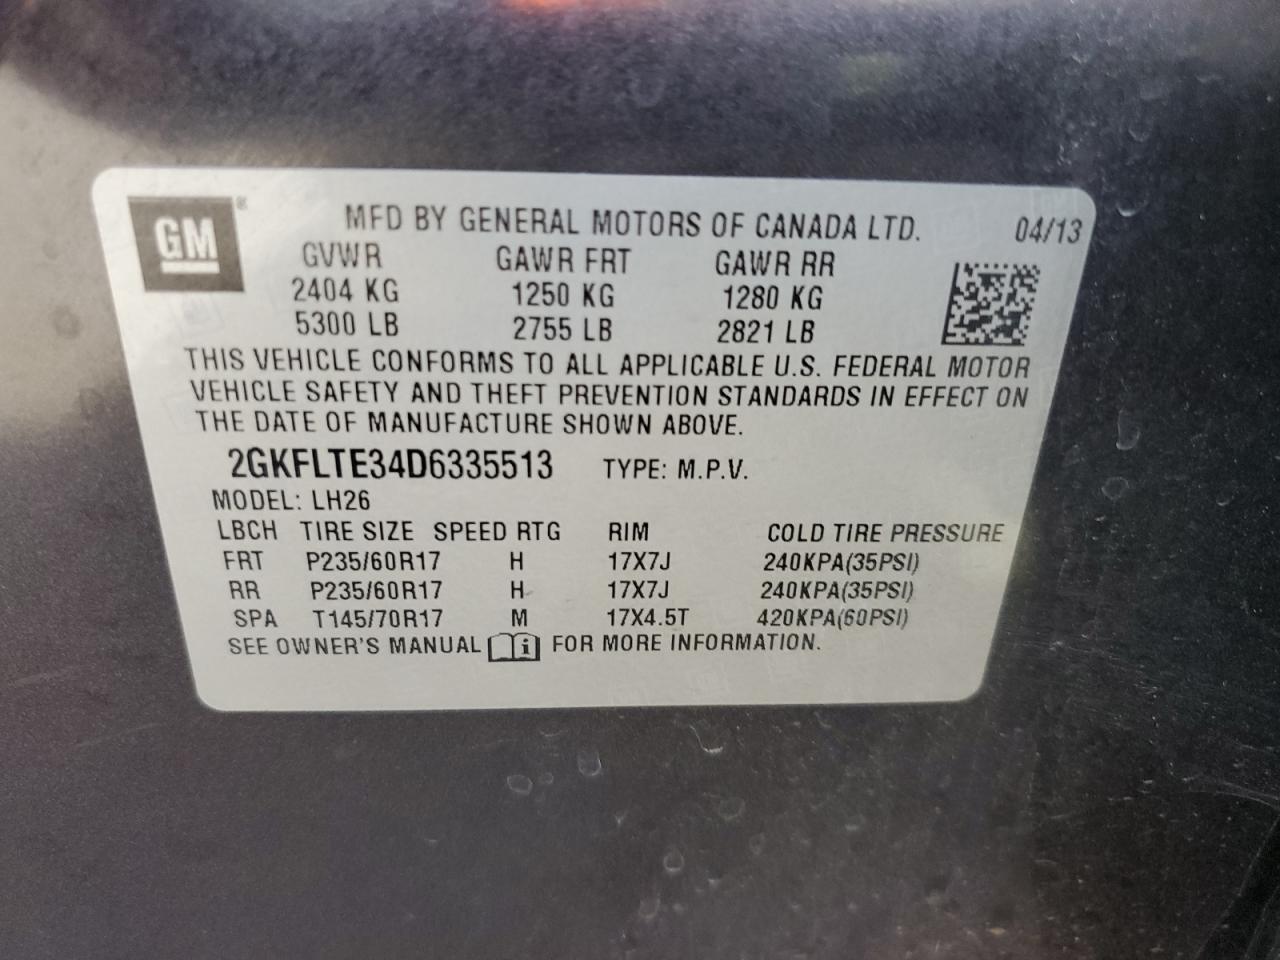 GM ®
MFD BY GENERAL MOTORS OF CANADA LTD. 04/13
GVWR GAWR FRT GAWR RR
2404 KG 1250 KG 1280 KG
5300 LB 2755 LB 2821 LB
THIS VEHICLE CONFORMS TO ALL APPLICABLE U.S. FEDERAL MOTOR
VEHICLE SAFETY AND THEFT PREVENTION STANDARDS IN EFFECT ON
THE DATE OF MANUFACTURE SHOWN ABOVE.
2GKFLTE34D6335513 TYPE: M.P.V.
MODEL: LH26
LBCH TIRE SIZE SPEED RTG RIM COLD TIRE PRESSURE
FRT P235/60R17 H 17X7J 240KPA(35PSI)
RR P235/60R17 H 17X7J 240KPA(35PSI)
SPA T145/70R17 M 17X4.5T 420KPA(60PSI)
SEE OWNER'S MANUAL i FOR MORE INFORMATION.